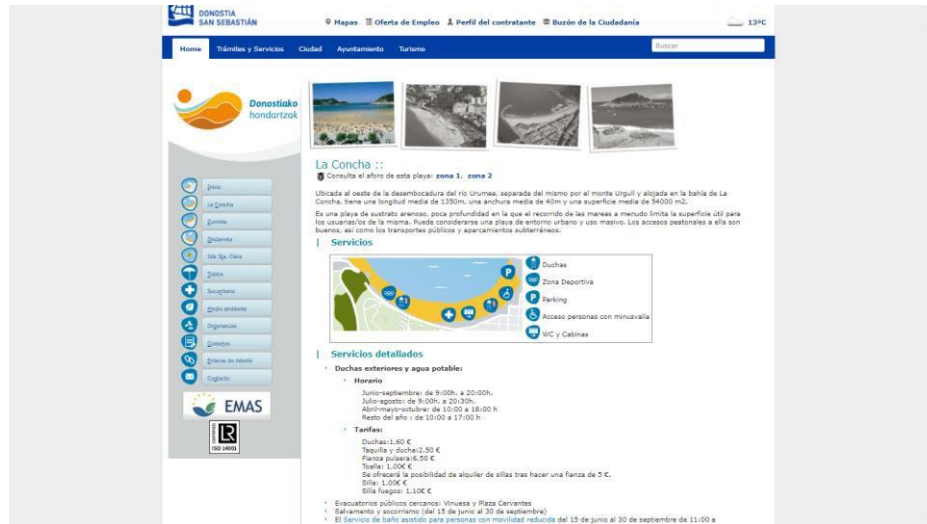 DONOSTIA
SAN SEBASTIÁN
Mapas Oferta de Empleo Perfil del contratante Buzón de la Ciudadanía
13ºC
Home Trámites y Servicios Ciudad Ayuntamiento Turismo
Buscar
Donostiako
hondartzak
La Concha ::
Consulta el aforo de esta playa: zona 1, zona 2
Ubicada al oeste de la desembocadura del río Urumea, separada del mismo por el monte Urgull y alojada en la bahía de La
Concha, tiene una longitud media de 1350m, una anchura media de 40m y una superficie media de 54000 m2.
Es una playa de sustrato arenoso, poca profundidad en la que el recorrido de las mareas a menudo limita la superficie útil para
los usuarias/os de la misma. Puede considerarse una playa de entorno urbano y uso masivo. Los accesos peatonales a ella son
buenos, así como los transportes públicos y aparcamientos subterráneos.
Inicio
La Concha
Zurriola
Ondarreta
Isla Sta. Clara
Toldos
Socorrismo
Medio ambiente
Ordenanzas
Consejos
Enlaces de Interés
Contacto
EMAS
LR
ISO 14001
Servicios
P
Duchas
Zona Deportiva
P Parking
Acceso personas con minusvalía
WC y Cabinas
Servicios detallados
Duchas exteriores y agua potable:
Horario
Junio-septiembre: de 9:00h. a 20:00h.
Julio-agosto: de 9:00h. a 20:30h.
Abril-mayo-octubre: de 10:00 a 18:00 h
Resto del año : de 10:00 a 17:00 h
Tarifas:
Duchas:1,60 €
Taquilla y ducha:2,50 €
Fianza pulsera:6,50 €
Toalla: 1,00€ €
Se ofrecerá la posibilidad de alquiler de sillas tras hacer una fianza de 5 €.
Silla: 1,00€ €
Silla fuegos: 1,10€ €
Evacuatorios públicos cercanos: Vinuesa y Plaza Cervantes
Salvamento y socorrismo (del 15 de junio al 30 de septiembre)
El Servicio de baño asistido para personas con movilidad reducida del 15 de junio al 30 de septiembre de 11:00 a